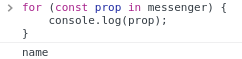 for (const prop in messenger) {
    console.log(prop);
}
name